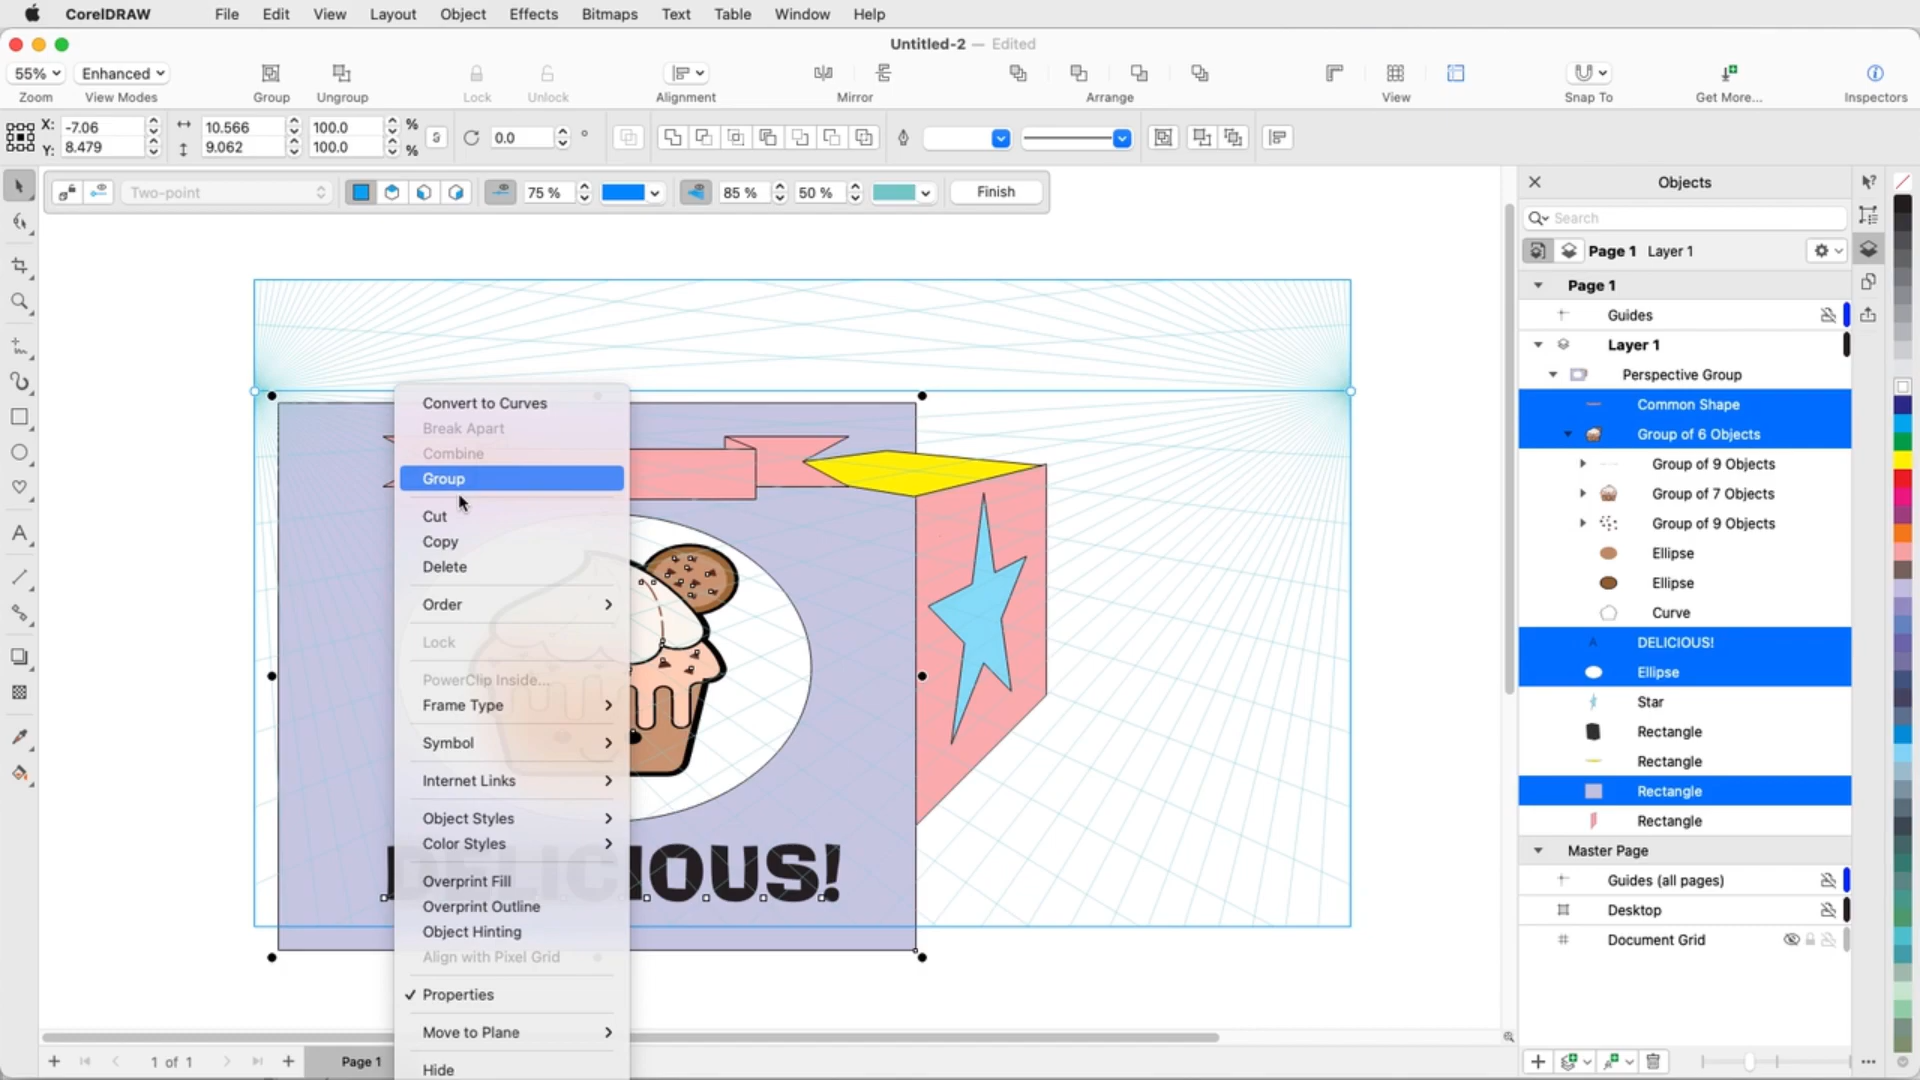 CorelDRAW File Edit View Layout Object Effects Bitmaps Text Table Window Help
Untitled-2 — Edited
55% Enhanced
Zoom View Modes Group Ungroup Lock Unlock Alignment Mirror Arrange View Snap To Get More... Inspectors
X: -7.06 10.566 100.0 %
Y: 8.479 9.062 100.0 %
0.0 °
Two-point 75 % 85 % 50 % Finish
Objects
Search
Page 1 Layer 1
Page 1
Guides
Layer 1
Perspective Group
Common Shape
Group of 6 Objects
Group of 9 Objects
Group of 7 Objects
Group of 9 Objects
Ellipse
Ellipse
Curve
DELICIOUS!
Ellipse
Star
Rectangle
Rectangle
Rectangle
Rectangle
Master Page
Guides (all pages)
Desktop
Document Grid
Convert to Curves
Break Apart
Combine
Group
Cut
Copy
Delete
Order
Lock
PowerClip Inside...
Frame Type
Symbol
Internet Links
Object Styles
Color Styles
Overprint Fill
Overprint Outline
Object Hinting
Align with Pixel Grid
✓ Properties
Move to Plane
Hide
DELICIOUS!
1 of 1 Page 1